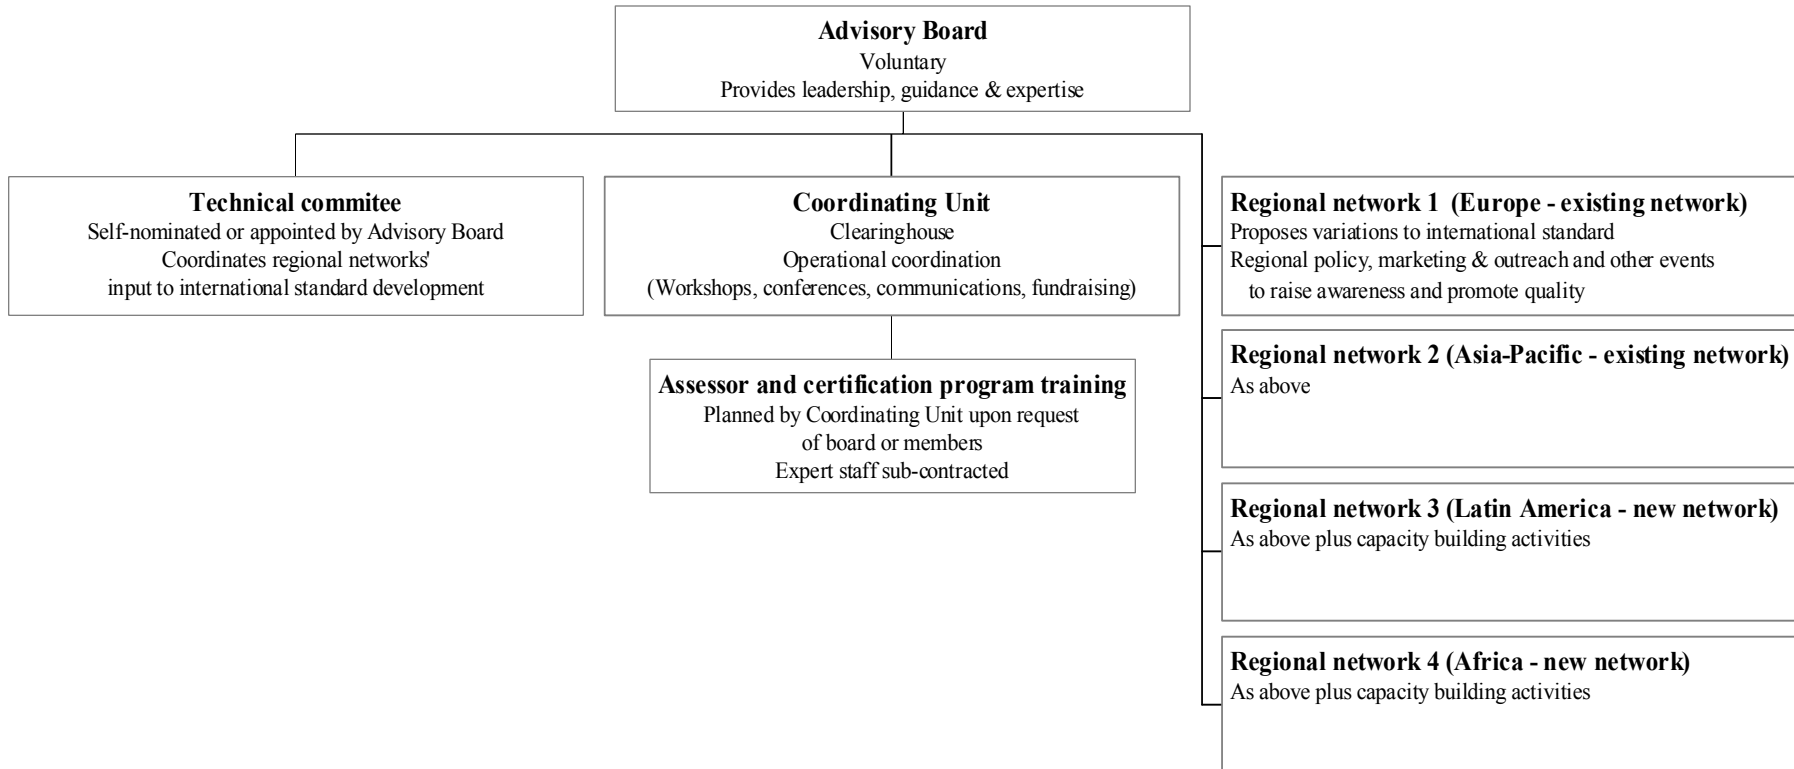 Advisory Board
Voluntary
Provides leadership, guidance & expertise
Technical commitee
Self-nominated or appointed by Advisory Board
Coordinates regional networks'
input to international standard development
Coordinating Unit
Clearinghouse
Operational coordination
(Workshops, conferences, communications, fundraising)
Assessor and certification program training
Planned by Coordinating Unit upon request
of board or members
Expert staff sub-contracted
Regional network 1 (Europe - existing network)
Proposes variations to international standard
Regional policy, marketing & outreach and other events
to raise awareness and promote quality
Regional network 2 (Asia-Pacific - existing network)
As above
Regional network 3 (Latin America - new network)
As above plus capacity building activities
Regional network 4 (Africa - new network)
As above plus capacity building activities